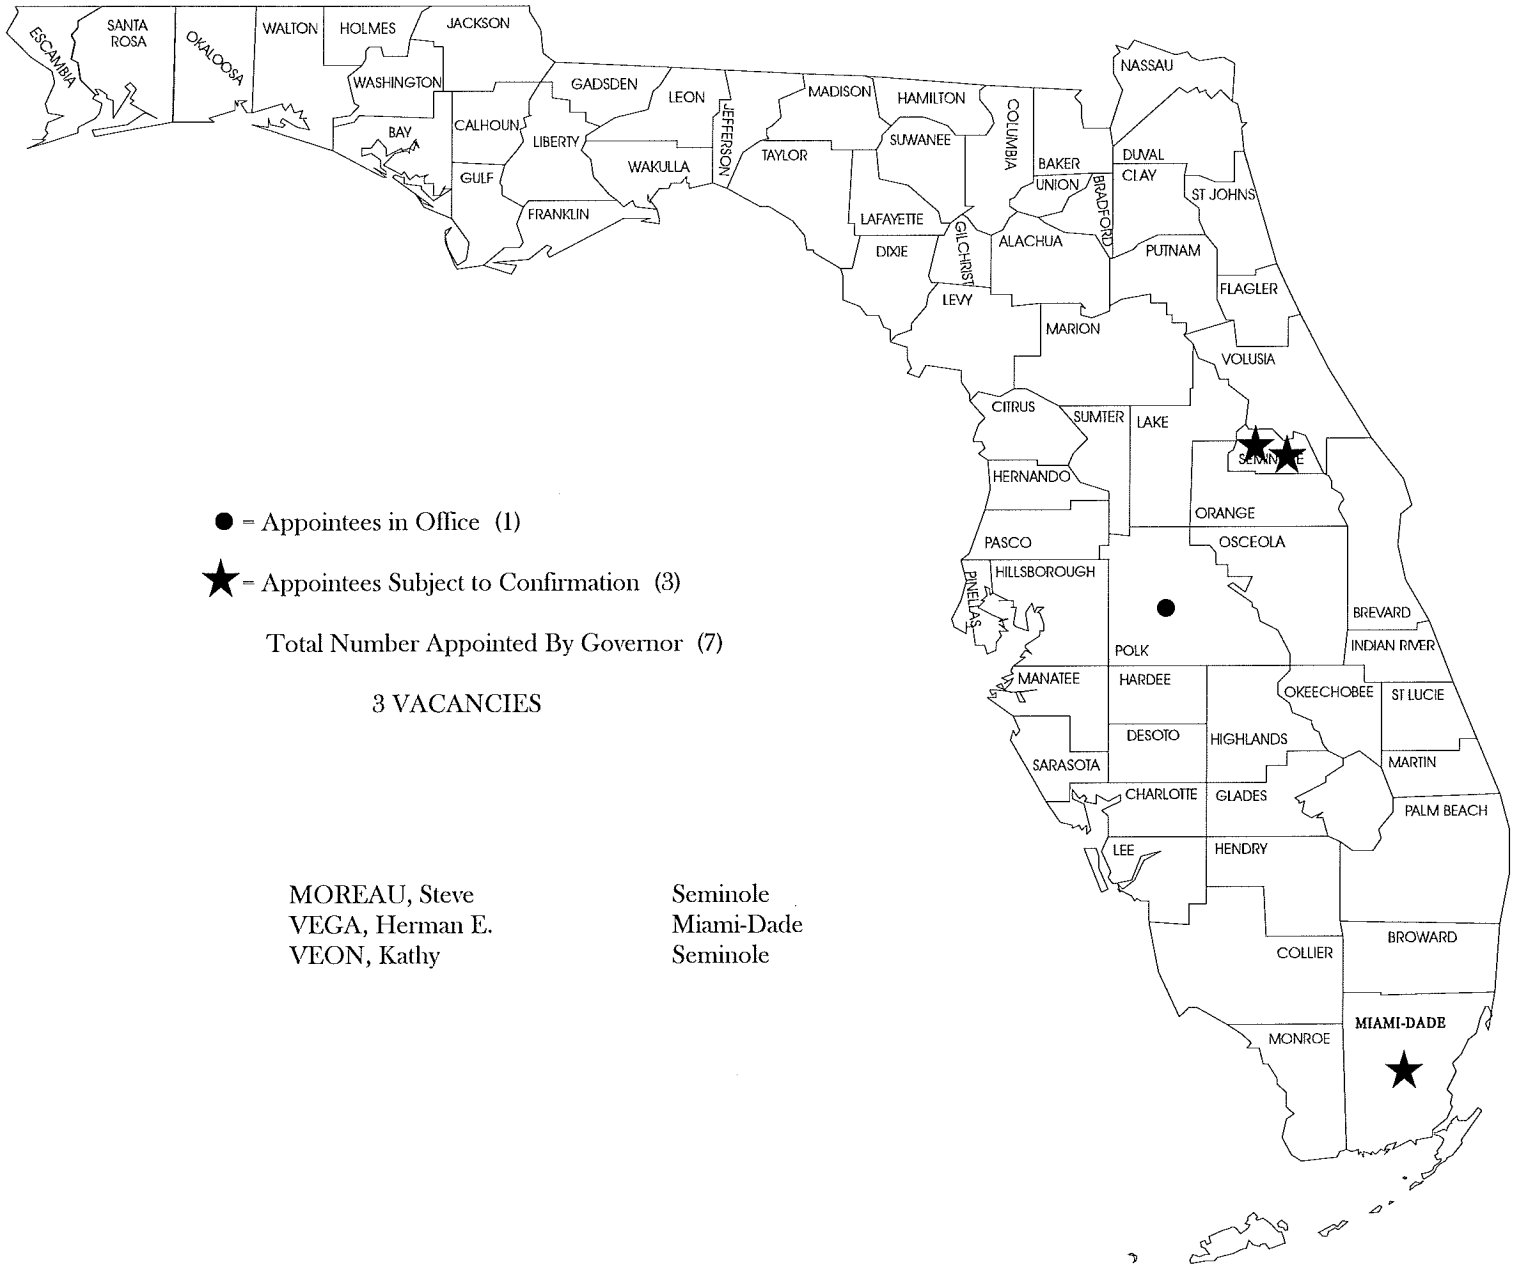 ESCAMBIA
SANTA
ROSA
OKALOOSA
WALTON
HOLMES
JACKSON
WASHINGTON
BAY
CALHOUN
GULF
GADSDEN
LIBERTY
FRANKLIN
LEON
WAKULLA
JEFFERSON
MADISON
TAYLOR
HAMILTON
SUWANEE
LAFAYETTE
DIXIE
COLUMBIA
GILCHRIST
BAKER
UNION
BRADFORD
ALACHUA
LEVY
NASSAU
DUVAL
CLAY
ST JOHNS
PUTNAM
FLAGLER
MARION
VOLUSIA
CITRUS
SUMTER
LAKE
SEMINOLE
HERNANDO
ORANGE
PASCO
OSCEOLA
PINELLAS
HILLSBOROUGH
POLK
BREVARD
INDIAN RIVER
MANATEE
HARDEE
OKEECHOBEE
ST LUCIE
DESOTO
HIGHLANDS
SARASOTA
MARTIN
CHARLOTTE
GLADES
PALM BEACH
LEE
HENDRY
COLLIER
BROWARD
MONROE
MIAMI-DADE
= Appointees in Office (1)
= Appointees Subject to Confirmation (3)
Total Number Appointed By Governor (7)
3 VACANCIES
MOREAU, Steve Seminole
VEGA, Herman E. Miami-Dade
VEON, Kathy Seminole